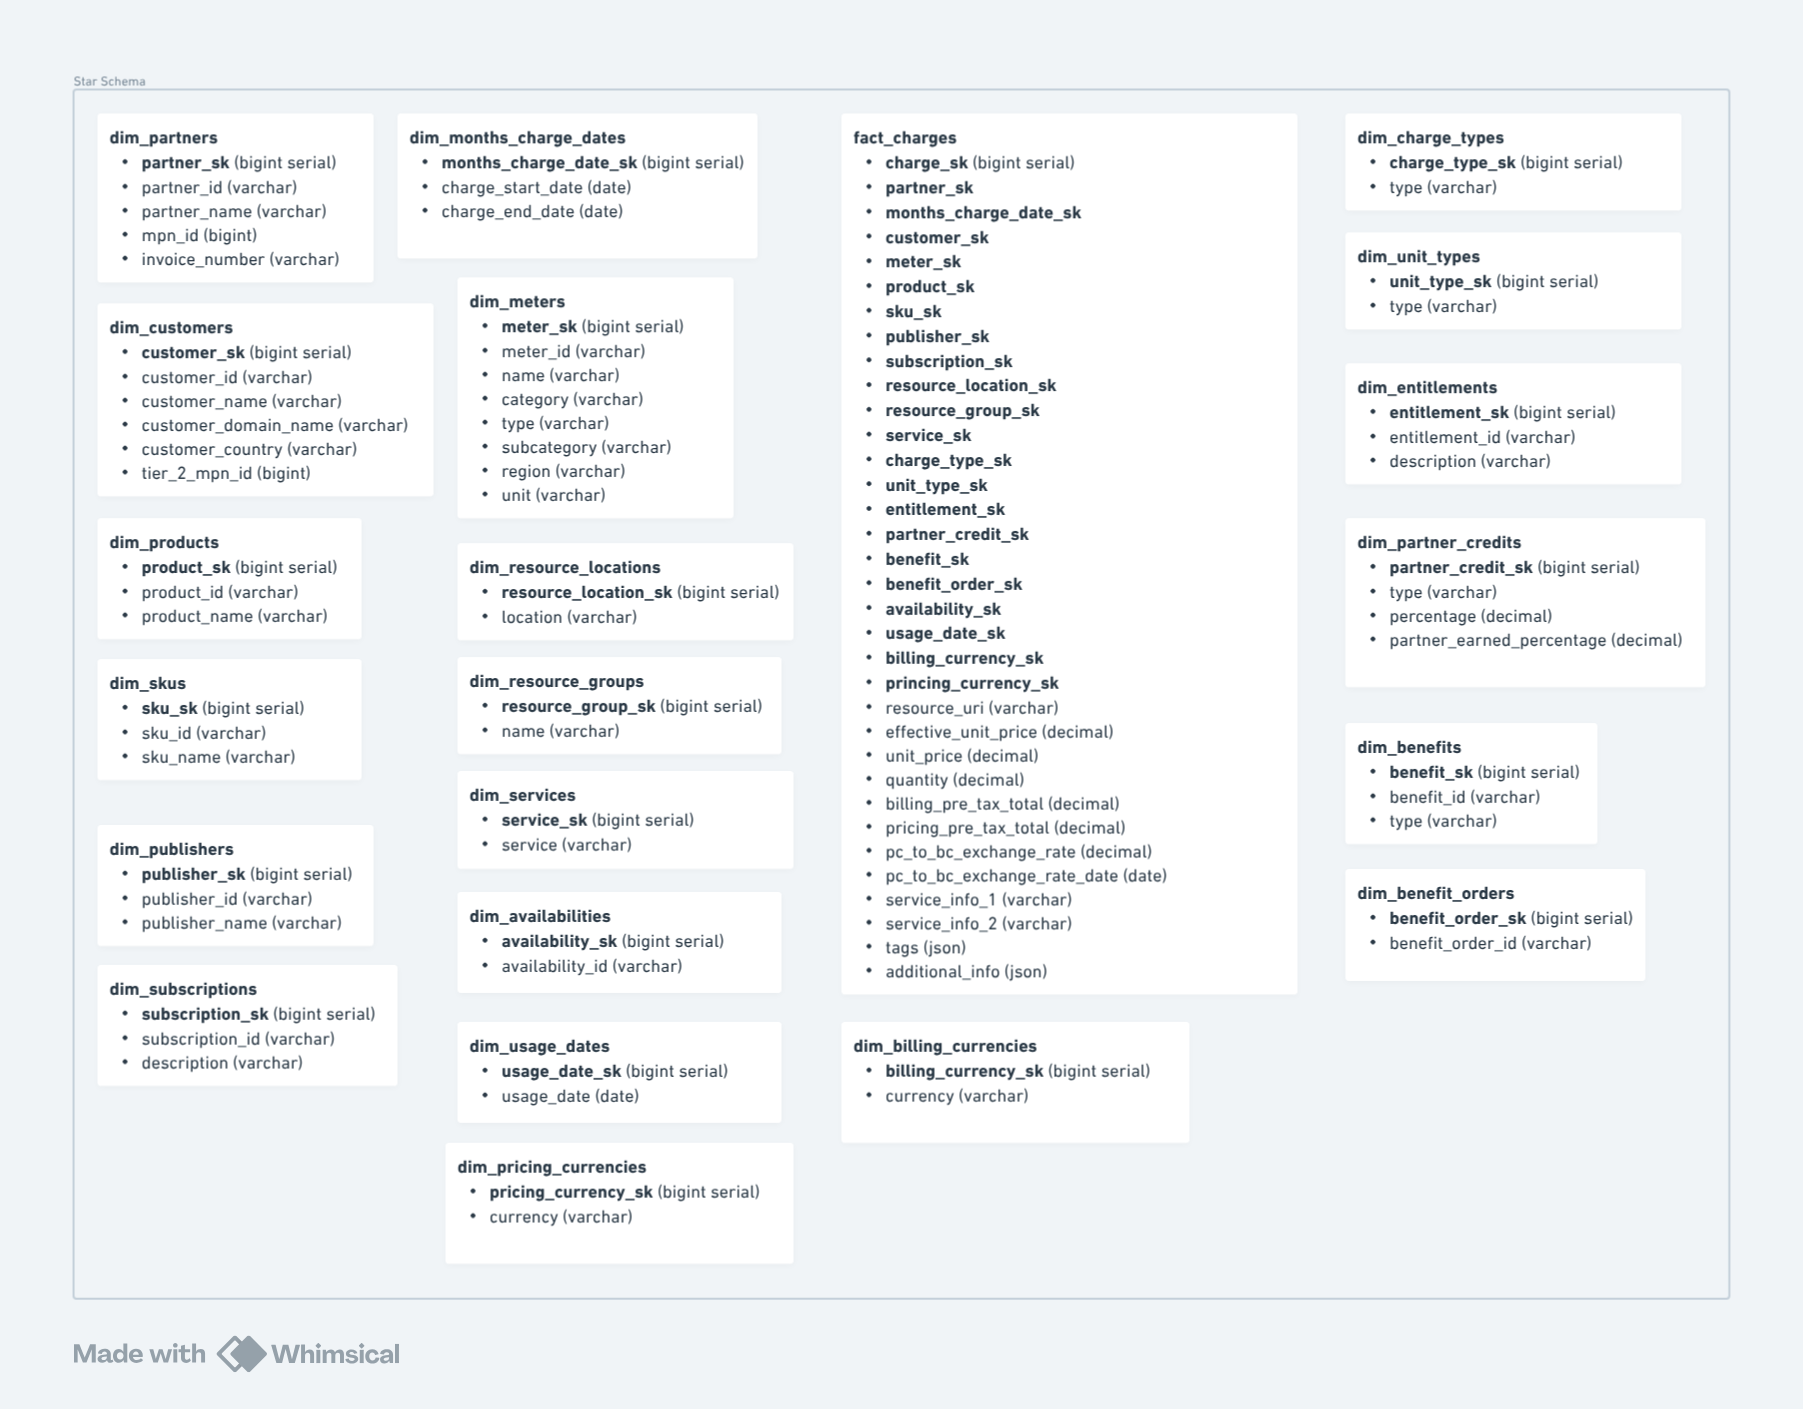 Star Schema
dim_partners
• partner_sk (bigint serial)
• partner_id (varchar)
• partner_name (varchar)
• mpn_id (bigint)
• invoice_number (varchar)
dim_customers
• customer_sk (bigint serial)
• customer_id (varchar)
• customer_name (varchar)
• customer_domain_name (varchar)
• customer_country (varchar)
• tier_2_mpn_id (bigint)
dim_products
• product_sk (bigint serial)
• product_id (varchar)
• product_name (varchar)
dim_skus
• sku_sk (bigint serial)
• sku_id (varchar)
• sku_name (varchar)
dim_publishers
• publisher_sk (bigint serial)
• publisher_id (varchar)
• publisher_name (varchar)
dim_subscriptions
• subscription_sk (bigint serial)
• subscription_id (varchar)
• description (varchar)
dim_months_charge_dates
• months_charge_date_sk (bigint serial)
• charge_start_date (date)
• charge_end_date (date)
dim_meters
• meter_sk (bigint serial)
• meter_id (varchar)
• name (varchar)
• category (varchar)
• type (varchar)
• subcategory (varchar)
• region (varchar)
• unit (varchar)
dim_resource_locations
• resource_location_sk (bigint serial)
• location (varchar)
dim_resource_groups
• resource_group_sk (bigint serial)
• name (varchar)
dim_services
• service_sk (bigint serial)
• service (varchar)
dim_availabilities
• availability_sk (bigint serial)
• availability_id (varchar)
dim_usage_dates
• usage_date_sk (bigint serial)
• usage_date (date)
dim_pricing_currencies
• pricing_currency_sk (bigint serial)
• currency (varchar)
fact_charges
• charge_sk (bigint serial)
• partner_sk
• months_charge_date_sk
• customer_sk
• meter_sk
• product_sk
• sku_sk
• publisher_sk
• subscription_sk
• resource_location_sk
• resource_group_sk
• service_sk
• charge_type_sk
• unit_type_sk
• entitlement_sk
• partner_credit_sk
• benefit_sk
• benefit_order_sk
• availability_sk
• usage_date_sk
• billing_currency_sk
• princing_currency_sk
• resource_uri (varchar)
• effective_unit_price (decimal)
• unit_price (decimal)
• quantity (decimal)
• billing_pre_tax_total (decimal)
• pricing_pre_tax_total (decimal)
• pc_to_bc_exchange_rate (decimal)
• pc_to_bc_exchange_rate_date (date)
• service_info_1 (varchar)
• service_info_2 (varchar)
• tags (json)
• additional_info (json)
dim_billing_currencies
• billing_currency_sk (bigint serial)
• currency (varchar)
dim_charge_types
• charge_type_sk (bigint serial)
• type (varchar)
dim_unit_types
• unit_type_sk (bigint serial)
• type (varchar)
dim_entitlements
• entitlement_sk (bigint serial)
• entitlement_id (varchar)
• description (varchar)
dim_partner_credits
• partner_credit_sk (bigint serial)
• type (varchar)
• percentage (decimal)
• partner_earned_percentage (decimal)
dim_benefits
• benefit_sk (bigint serial)
• benefit_id (varchar)
• type (varchar)
dim_benefit_orders
• benefit_order_sk (bigint serial)
• benefit_order_id (varchar)
Made with Whimsical